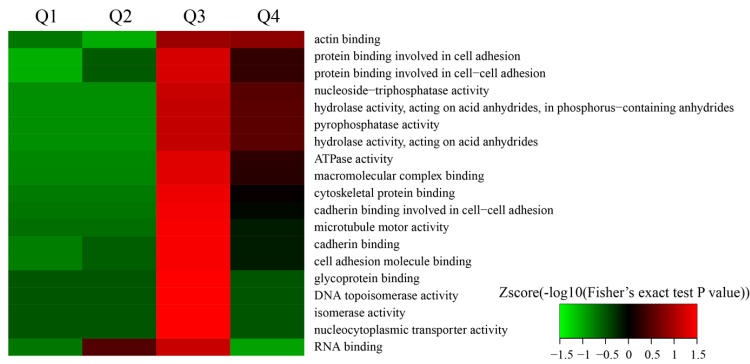 Q1 Q2 Q3 Q4
actin binding
protein binding involved in cell adhesion
protein binding involved in cell−cell adhesion
nucleoside−triphosphatase activity
hydrolase activity, acting on acid anhydrides, in phosphorus−containing anhydrides
pyrophosphatase activity
hydrolase activity, acting on acid anhydrides
ATPase activity
macromolecular complex binding
cytoskeletal protein binding
cadherin binding involved in cell−cell adhesion
microtubule motor activity
cadherin binding
cell adhesion molecule binding
glycoprotein binding
DNA topoisomerase activity
isomerase activity
nucleocytoplasmic transporter activity
RNA binding
Zscore(-log10(Fisher’s exact test P value))
−1.5 −1 −0.5 0 0.5 1 1.5